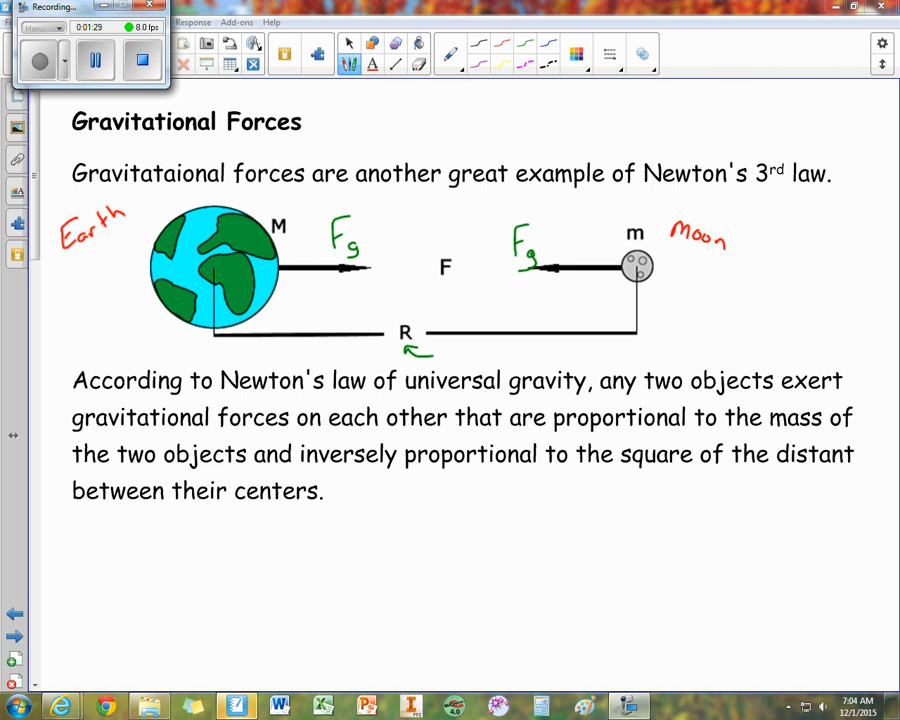 Recording...
Menu
0:01:29
8.0 fps
Response Add-ons Help
Gravitational Forces
Gravitataional forces are another great example of Newton's 3rd law.
Earth
M
Fg
F
Fg
m
Moon
R
According to Newton's law of universal gravity, any two objects exert
gravitational forces on each other that are proportional to the mass of
the two objects and inversely proportional to the square of the distant
between their centers.
7:04 AM
12/1/2015